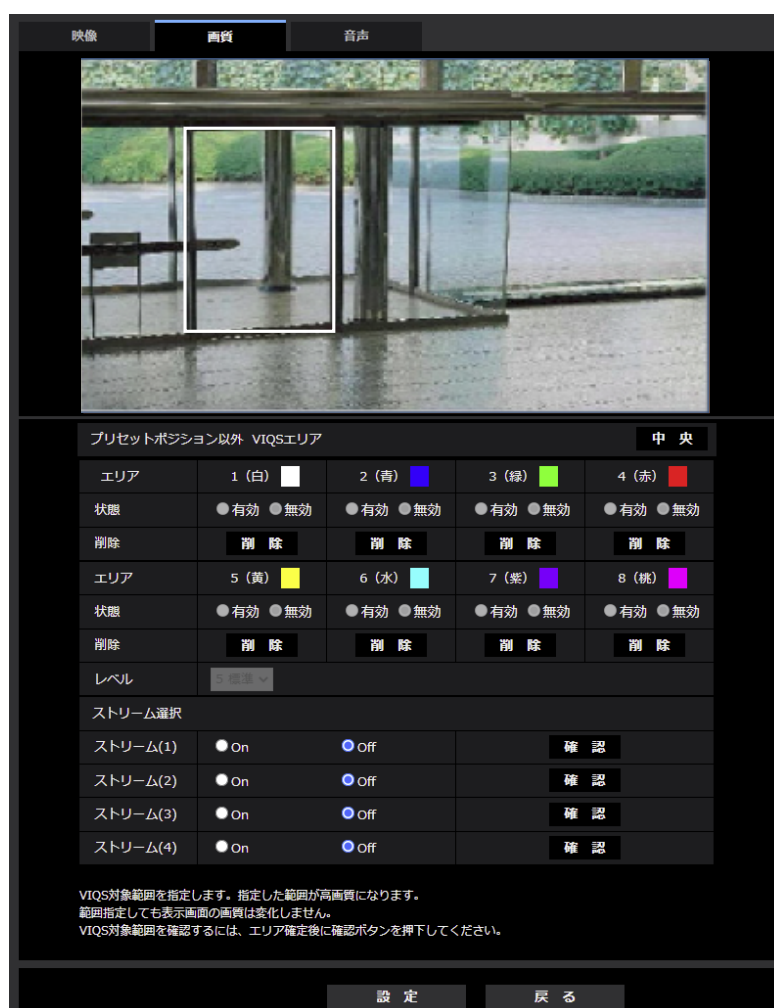 映像 画質 音声
プリセットポジション以外 VIQSエリア 中 央
エリア 1（白） 2（青） 3（緑） 4（赤）
状態 有効 無効 有効 無効 有効 無効 有効 無効
削除 削 除 削 除 削 除 削 除
エリア 5（黄） 6（水） 7（紫） 8（桃）
状態 有効 無効 有効 無効 有効 無効 有効 無効
削除 削 除 削 除 削 除 削 除
レベル 5 標準
ストリーム選択
ストリーム(1) On Off 確 認
ストリーム(2) On Off 確 認
ストリーム(3) On Off 確 認
ストリーム(4) On Off 確 認
VIQS対象範囲を指定します。指定した範囲が高画質になります。
範囲指定しても表示画面の画質は変化しません。
VIQS対象範囲を確認するには、エリア確定後に確認ボタンを押下してください。
設 定 戻 る